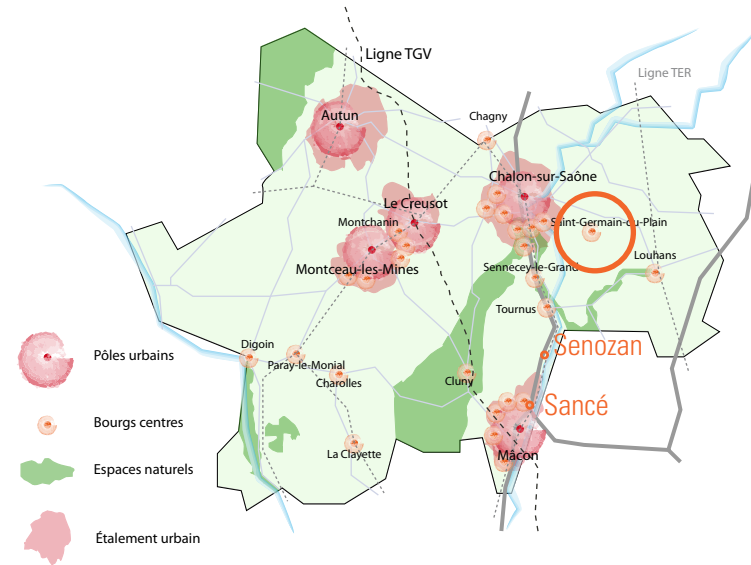 Ligne TGV
Ligne TER
Autun
Chagny
Chalon-sur-Saône
Le Creusot
Montchanin
Saint-Germain-du-Plain
Montceau-les-Mines
Sennecey-le-Grand
Louhans
Tournus
Digoin
Senozan
Pôles urbains
Paray-le-Monial
Charolles
Cluny
Sancé
Bourgs centres
La Clayette
Mâcon
Espaces naturels
Étalement urbain